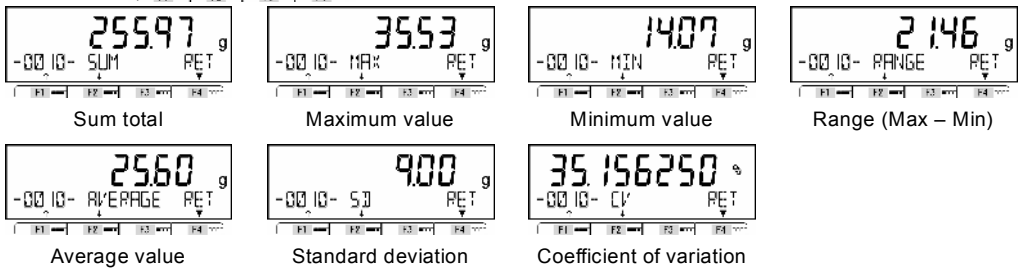 255.97 g
-0010- SUM RET
F1 F2 F3 F4
Sum total
35.53 g
-0010- MAX RET
F1 F2 F3 F4
Maximum value
14.07 g
-0010- MIN RET
F1 F2 F3 F4
Minimum value
21.46 g
-0010- RANGE RET
F1 F2 F3 F4
Range (Max – Min)
25.60 g
-0010- AVERAGE RET
F1 F2 F3 F4
Average value
9.00 g
-0010- SD RET
F1 F2 F3 F4
Standard deviation
35.156250 %
-0010- CV RET
F1 F2 F3 F4
Coefficient of variation